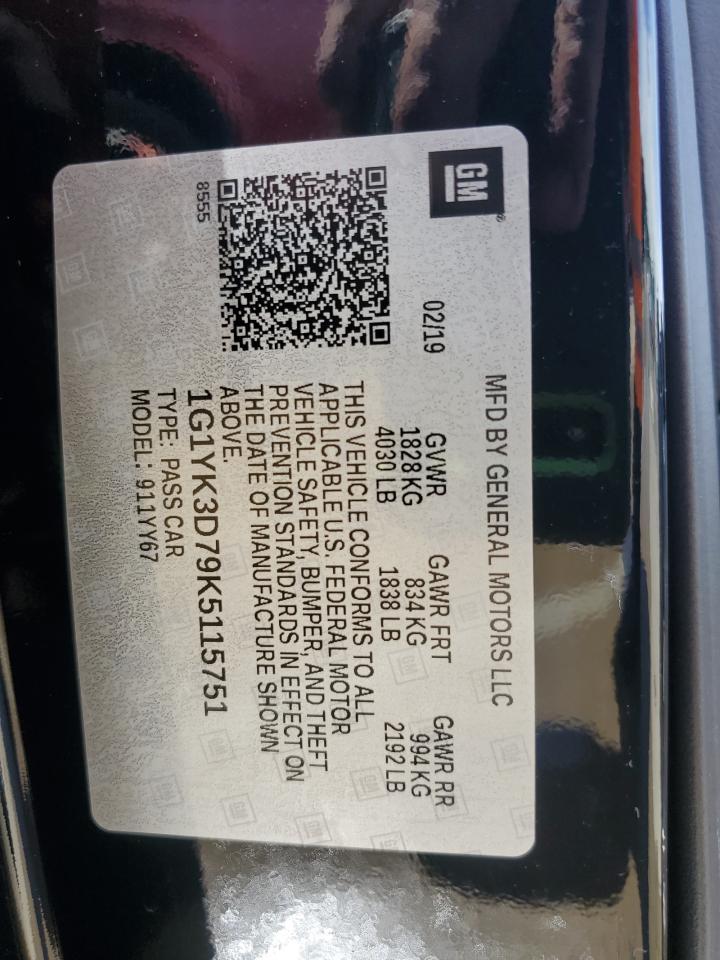 GM
®
MFD BY GENERAL MOTORS LLC
02/19
GVWR GAWR FRT GAWR RR
1828 KG 834 KG 994 KG
4030 LB 1838 LB 2192 LB
8555
THIS VEHICLE CONFORMS TO ALL
APPLICABLE U.S. FEDERAL MOTOR
VEHICLE SAFETY, BUMPER, AND THEFT
PREVENTION STANDARDS IN EFFECT ON
THE DATE OF MANUFACTURE SHOWN
ABOVE.
1G1YK3D79K5115751
TYPE: PASS CAR
MODEL: 911YY67